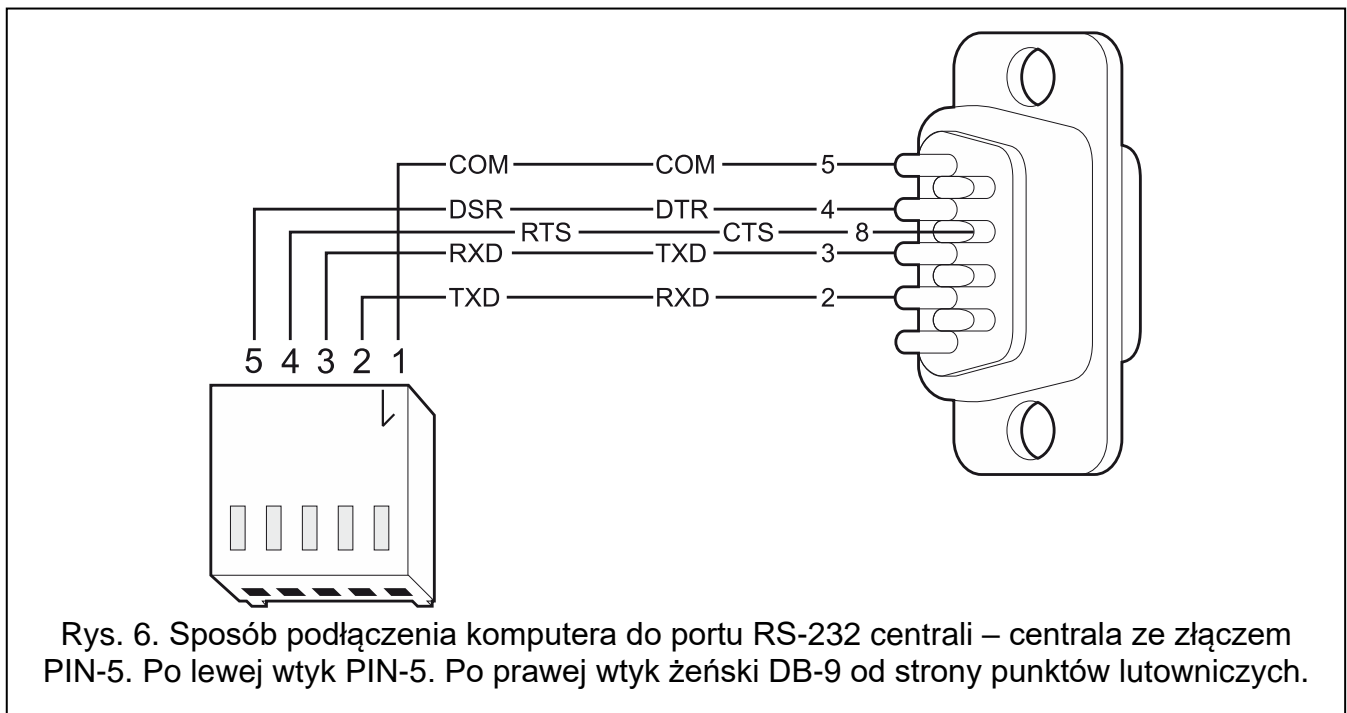 COM COM 5
DSR DTR 4
RTS CTS 8
RXD TXD 3
TXD RXD 2
5 4 3 2 1
Rys. 6. Sposób podłączenia komputera do portu RS-232 centrali – centrala ze złączem
PIN-5. Po lewej wtyk PIN-5. Po prawej wtyk żeński DB-9 od strony punktów lutowniczych.